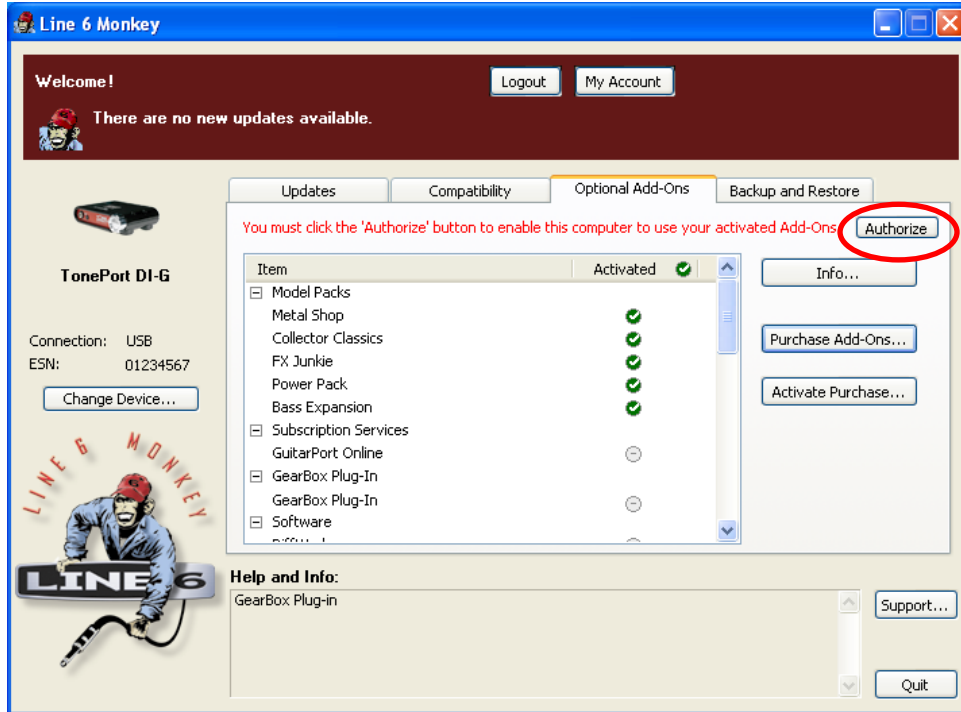 Line 6 Monkey
Welcome!
Logout
My Account
There are no new updates available.
Updates
Compatibility
Optional Add-Ons
Backup and Restore
You must click the 'Authorize' button to enable this computer to use your activated Add-Ons
Authorize
TonePort DI-G
Connection: USB
ESN: 01234567
Change Device...
LINE 6 MONKEY
LINE 6
Item Activated
Model Packs
Metal Shop
Collector Classics
FX Junkie
Power Pack
Bass Expansion
Subscription Services
GuitarPort Online
GearBox Plug-In
GearBox Plug-In
Software
Info...
Purchase Add-Ons...
Activate Purchase...
Help and Info:
GearBox Plug-in
Support...
Quit